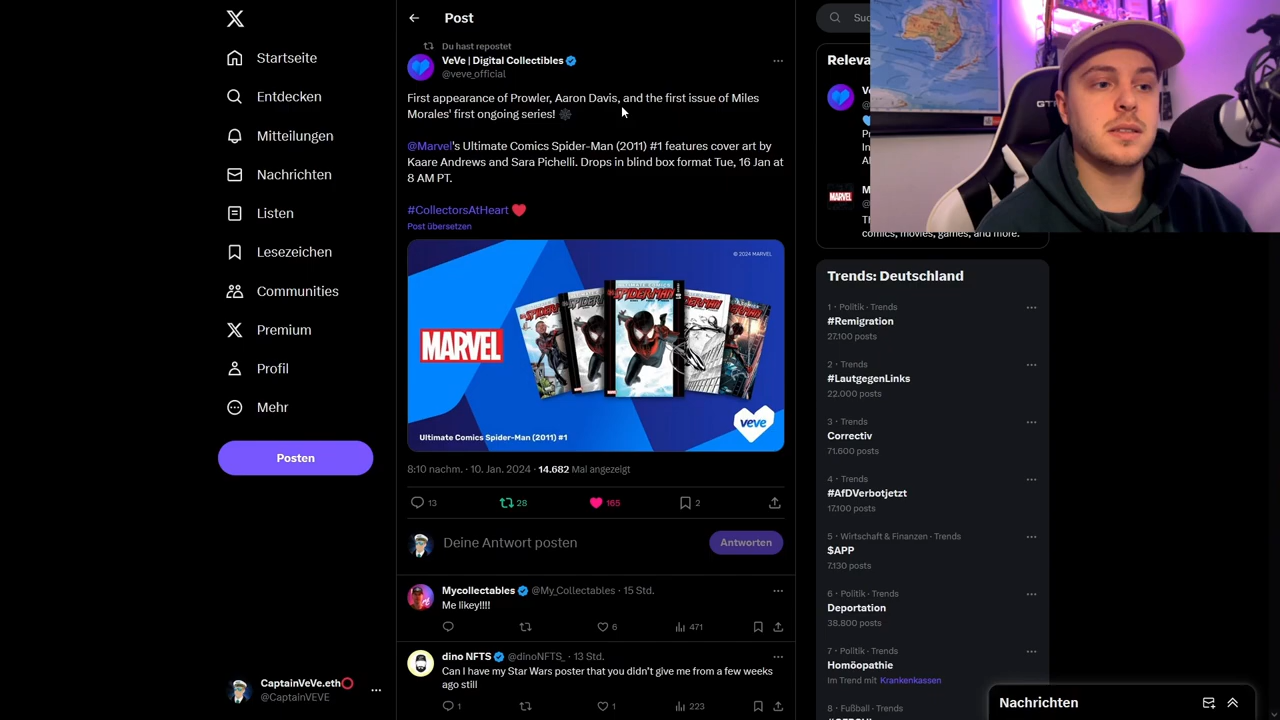 Startseite
Entdecken
Mitteilungen
Nachrichten
Listen
Lesezeichen
Communities
Premium
Profil
Mehr
Posten
CaptainVeVe.eth
@CaptainVEVE
Post
Du hast repostet
VeVe | Digital Collectibles
@veve_official
First appearance of Prowler, Aaron Davis, and the first issue of Miles
Morales' first ongoing series!
@Marvel's Ultimate Comics Spider-Man (2011) #1 features cover art by
Kaare Andrews and Sara Pichelli. Drops in blind box format Tue, 16 Jan at
8 AM PT.
#CollectorsAtHeart
Post übersetzen
© 2024 MARVEL
MARVEL
SPIDER-MAN
veve
Ultimate Comics Spider-Man (2011) #1
8:10 nachm. · 10. Jan. 2024 · 14.682 Mal angezeigt
13
28
165
2
Deine Antwort posten
Antworten
Mycollectables @My_Collectables · 15 Std.
Me likey!!!!
6
471
dino NFTS @dinoNFTS_ · 13 Std.
Can I have my Star Wars poster that you didn't give me from a few weeks
ago still
1
1
223
Suc
Releva
MARVEL
comics, movies, games, and more.
GT
Trends: Deutschland
1 · Politik · Trends
#Remigration
27.100 posts
2 · Trends
#LautgegenLinks
22.000 posts
3 · Trends
Correctiv
71.600 posts
4 · Trends
#AfDVerbotjetzt
17.100 posts
5 · Wirtschaft & Finanzen · Trends
$APP
7.130 posts
6 · Politik · Trends
Deportation
38.800 posts
7 · Politik · Trends
Homöopathie
Im Trend mit Krankenkassen
8 · Fußball · Trends
Nachrichten